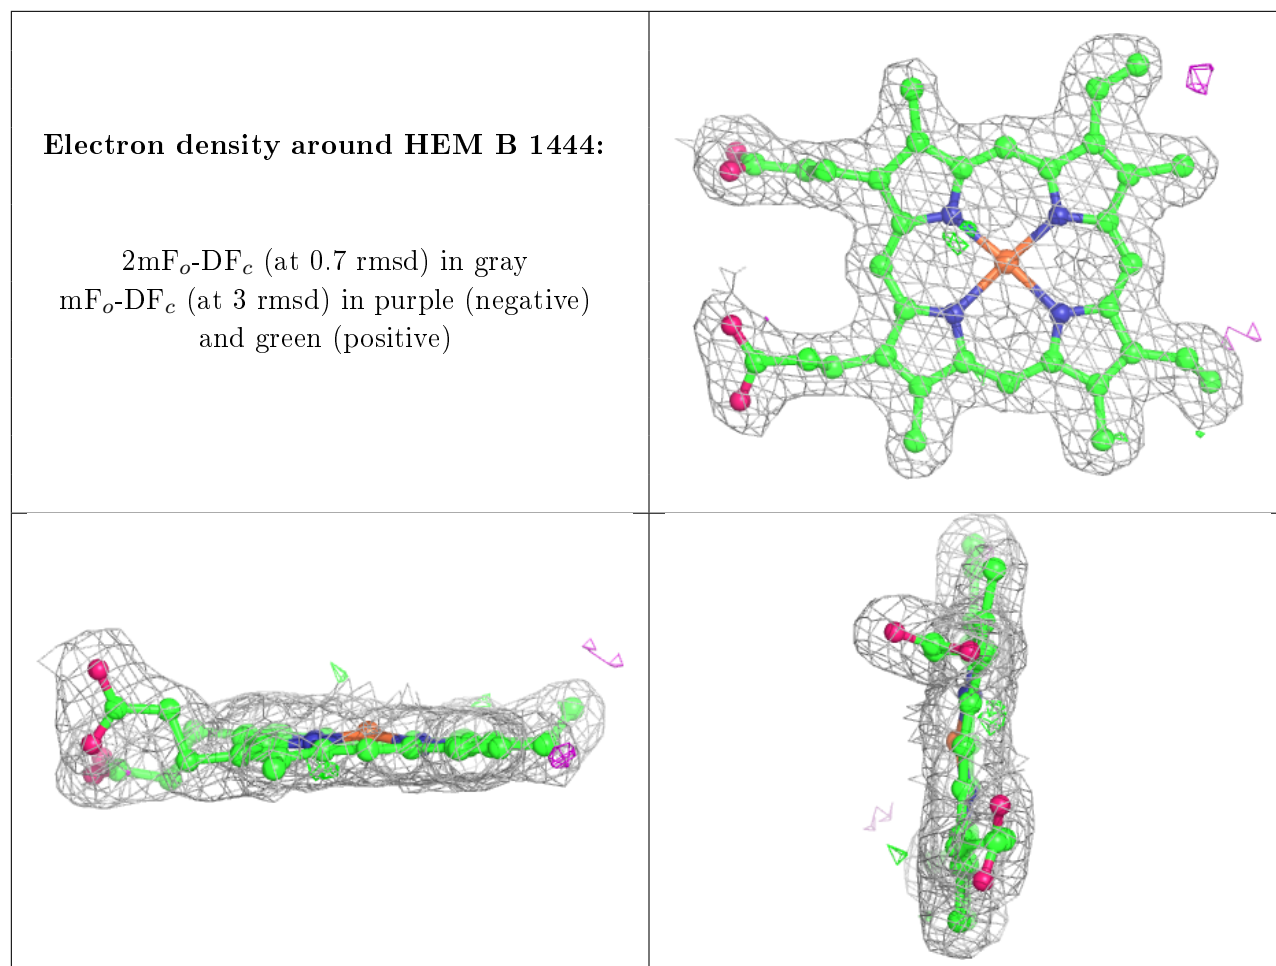 Electron density around HEM B 1444:
2mFo-DFc (at 0.7 rmsd) in gray
mFo-DFc (at 3 rmsd) in purple (negative)
and green (positive)